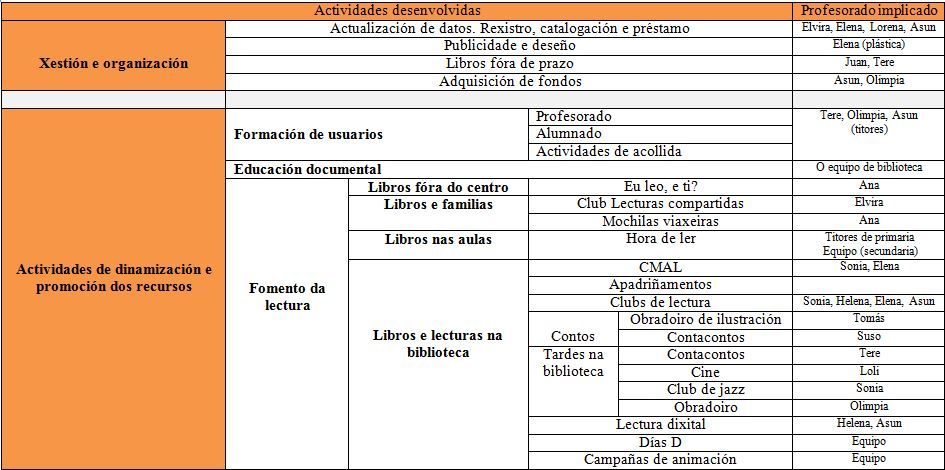 Actividades desenvolvidas Profesorado implicado
Xestión e organización
Actualización de datos. Rexistro, catalogación e préstamo Elvira, Elena, Lorena, Asun
Publicidade e deseño Elena (plástica)
Libros fóra de prazo Juan, Tere
Adquisición de fondos Asun, Olimpia
Actividades de dinamización e
promoción dos recursos
Formación de usuarios
Profesorado
Alumnado
Actividades de acollida
Tere, Olimpia, Asun
(titores)
Educación documental O equipo de biblioteca
Fomento da
lectura
Libros fóra do centro Eu leo, e ti? Ana
Libros e familias Club Lecturas compartidas Elvira
Mochilas viaxeiras Ana
Libros nas aulas Hora de ler Titores de primaria
Equipo (secundaria)
Libros e lecturas na
biblioteca
CMAL Sonia, Elena
Apadriñamentos
Clubs de lectura Sonia, Helena, Elena, Asun
Contos
Obradoiro de ilustración Tomás
Contacontos Suso
Tardes na
biblioteca
Contacontos Tere
Cine Loli
Club de jazz Sonia
Obradoiro Olimpia
Lectura dixital Helena, Asun
Días D Equipo
Campañas de animación Equipo